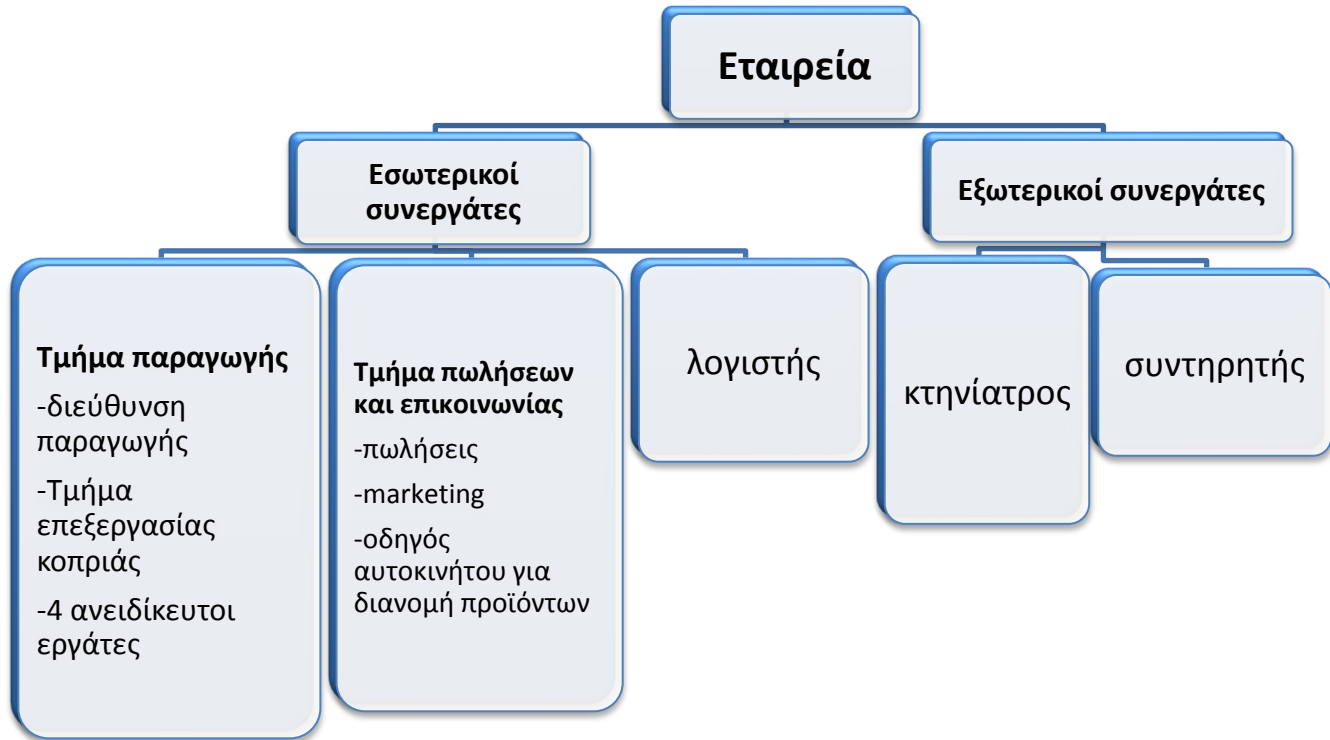 Εταιρεία
Εσωτερικοί
συνεργάτες
Εξωτερικοί συνεργάτες
Τμήμα παραγωγής
-διεύθυνση
παραγωγής
-Τμήμα
επεξεργασίας
κοπριάς
-4 ανειδίκευτοι
εργάτες
Τμήμα πωλήσεων
και επικοινωνίας
-πωλήσεις
-marketing
-οδηγός
αυτοκινήτου για
διανομή προϊόντων
λογιστής
κτηνίατρος
συντηρητής